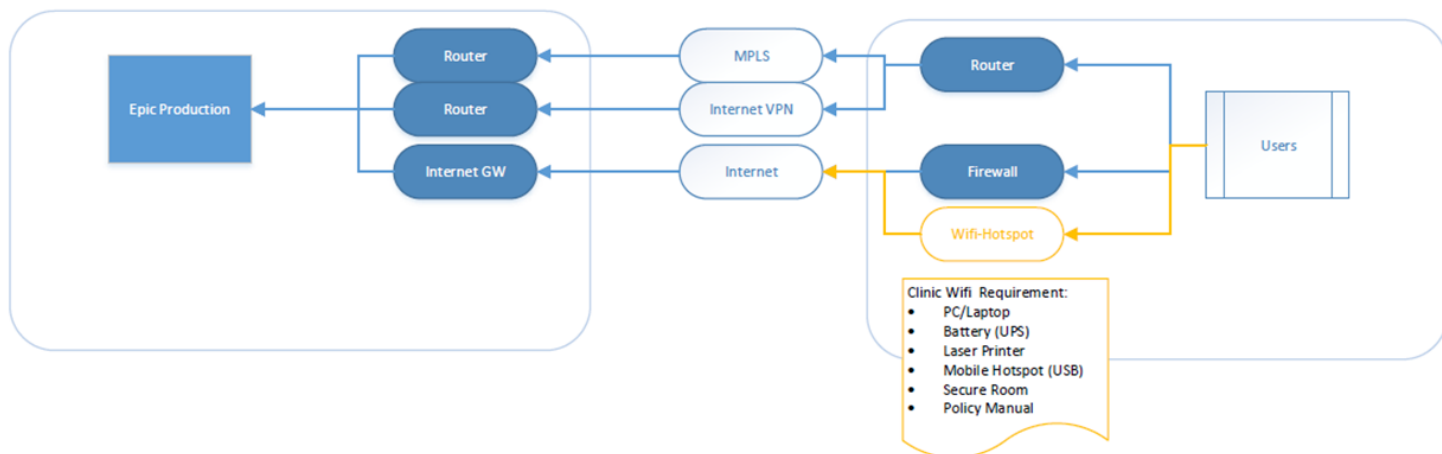 Router
MPLS
Router
Epic Production
Router
Internet VPN
Users
Internet GW
Internet
Firewall
Wifi-Hotspot
Clinic Wifi Requirement:
• PC/Laptop
• Battery (UPS)
• Laser Printer
• Mobile Hotspot (USB)
• Secure Room
• Policy Manual